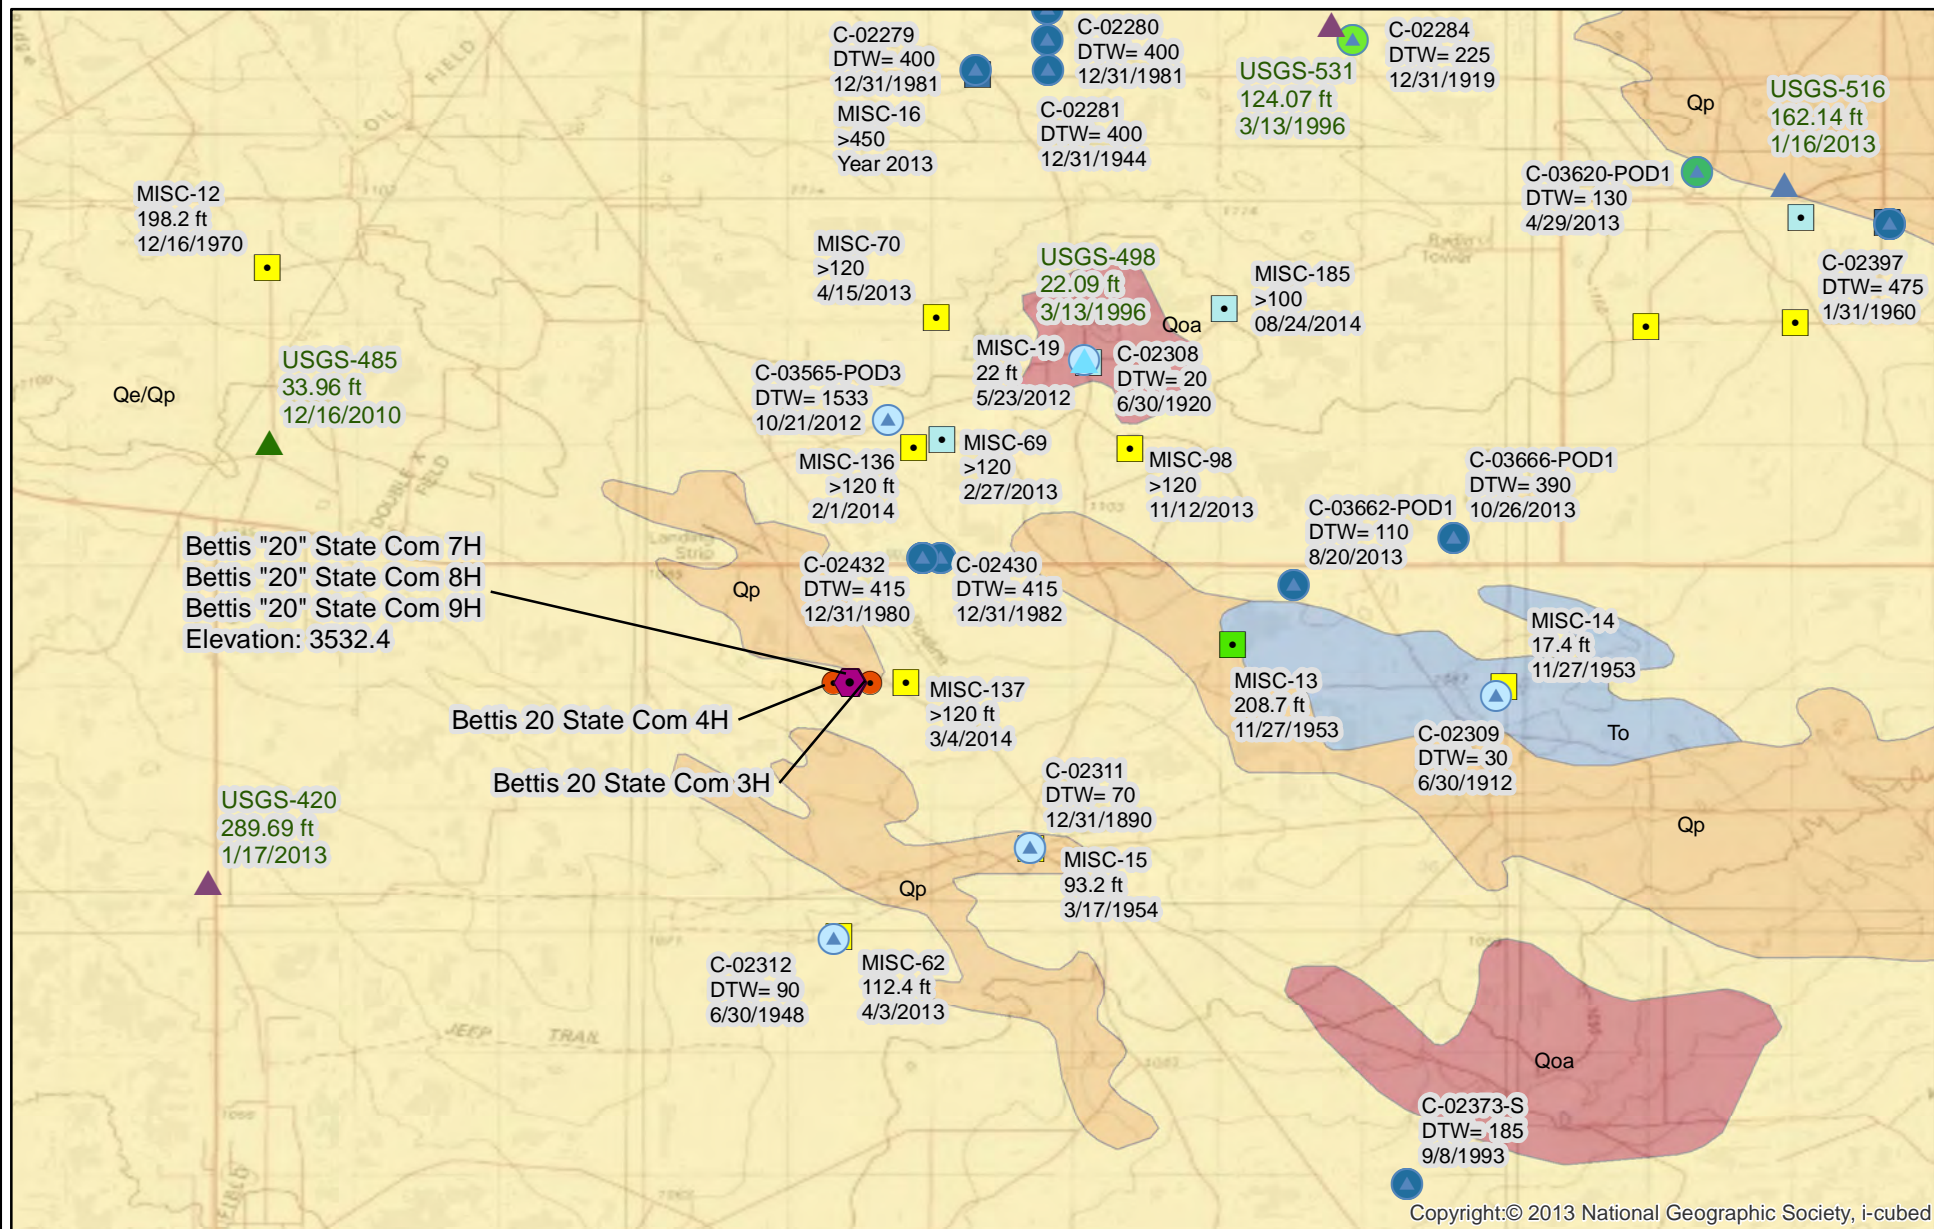 C-02279
DTW= 400
12/31/1981
MISC-16
>450
Year 2013
C-02280
DTW= 400
12/31/1981
C-02281
DTW= 400
12/31/1944
USGS-531
124.07 ft
3/13/1996
C-02284
DTW= 225
12/31/1919
Qp
USGS-516
162.14 ft
1/16/2013
C-03620-POD1
DTW= 130
4/29/2013
C-02397
DTW= 475
1/31/1960
OIL FIELD
MISC-12
198.2 ft
12/16/1970
MISC-70
>120
4/15/2013
USGS-498
22.09 ft
3/13/1996
Qoa
MISC-185
>100
08/24/2014
MISC-19
22 ft
5/23/2012
C-02308
DTW= 20
6/30/1920
Qe/Qp
USGS-485
33.96 ft
12/16/2010
C-03565-POD3
DTW= 1533
10/21/2012
MISC-136
>120 ft
2/1/2014
MISC-69
>120
2/27/2013
MISC-98
>120
11/12/2013
C-03666-POD1
DTW= 390
10/26/2013
C-03662-POD1
DTW= 110
8/20/2013
DOUBLE X
FIELD
Landing
Strip
Bettis "20" State Com 7H
Bettis "20" State Com 8H
Bettis "20" State Com 9H
Elevation: 3532.4
Qp
C-02432
DTW= 415
12/31/1980
C-02430
DTW= 415
12/31/1982
MISC-14
17.4 ft
11/27/1953
MISC-13
208.7 ft
11/27/1953
C-02309
DTW= 30
6/30/1912
To
MISC-137
>120 ft
3/4/2014
Bettis 20 State Com 4H
Bettis 20 State Com 3H
C-02311
DTW= 70
12/31/1890
MISC-15
93.2 ft
3/17/1954
USGS-420
289.69 ft
1/17/2013
Qp
Qp
C-02312
DTW= 90
6/30/1948
MISC-62
112.4 ft
4/3/2013
JEEP TRAIL
Qoa
C-02373-S
DTW= 185
9/8/1993
FIELD
Copyright:© 2013 National Geographic Society, i-cubed